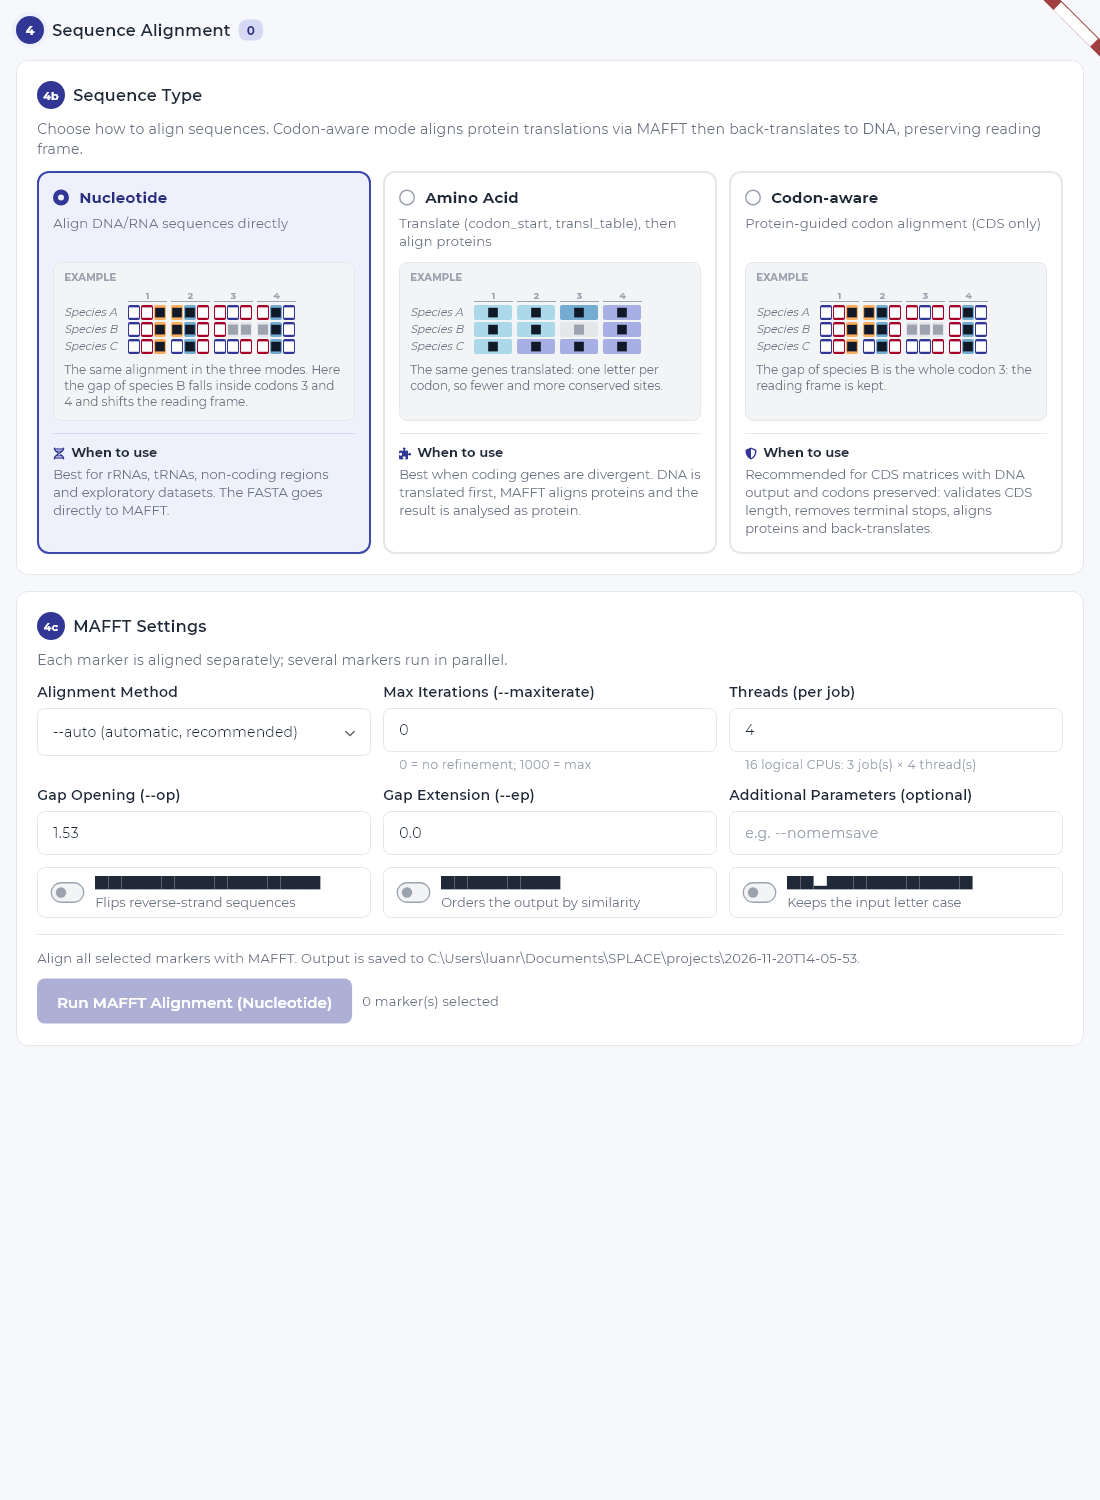 4 Sequence Alignment 0
4b Sequence Type
Choose how to align sequences. Codon-aware mode aligns protein translations via MAFFT then back-translates to DNA, preserving reading
frame.
Nucleotide
Align DNA/RNA sequences directly
EXAMPLE
1 2 3 4
Species A
Species B
Species C
The same alignment in the three modes. Here
the gap of species B falls inside codons 3 and
4 and shifts the reading frame.
When to use
Best for rRNAs, tRNAs, non-coding regions
and exploratory datasets. The FASTA goes
directly to MAFFT.
Amino Acid
Translate (codon_start, transl_table), then
align proteins
EXAMPLE
1 2 3 4
Species A
Species B
Species C
The same genes translated: one letter per
codon, so fewer and more conserved sites.
When to use
Best when coding genes are divergent. DNA is
translated first, MAFFT aligns proteins and the
result is analysed as protein.
Codon-aware
Protein-guided codon alignment (CDS only)
EXAMPLE
1 2 3 4
Species A
Species B
Species C
The gap of species B is the whole codon 3: the
reading frame is kept.
When to use
Recommended for CDS matrices with DNA
output and codons preserved: validates CDS
length, removes terminal stops, aligns
proteins and back-translates.
4c MAFFT Settings
Each marker is aligned separately; several markers run in parallel.
Alignment Method
--auto (automatic, recommended)
Max Iterations (--maxiterate)
0
0 = no refinement; 1000 = max
Threads (per job)
4
16 logical CPUs: 3 job(s) × 4 thread(s)
Gap Opening (--op)
1.53
Gap Extension (--ep)
0.0
Additional Parameters (optional)
e.g. --nomemsave
Flips reverse-strand sequences
Orders the output by similarity
Keeps the input letter case
Align all selected markers with MAFFT. Output is saved to C:\Users\luanr\Documents\SPLACE\projects\2026-11-20T14-05-53.
Run MAFFT Alignment (Nucleotide) 0 marker(s) selected